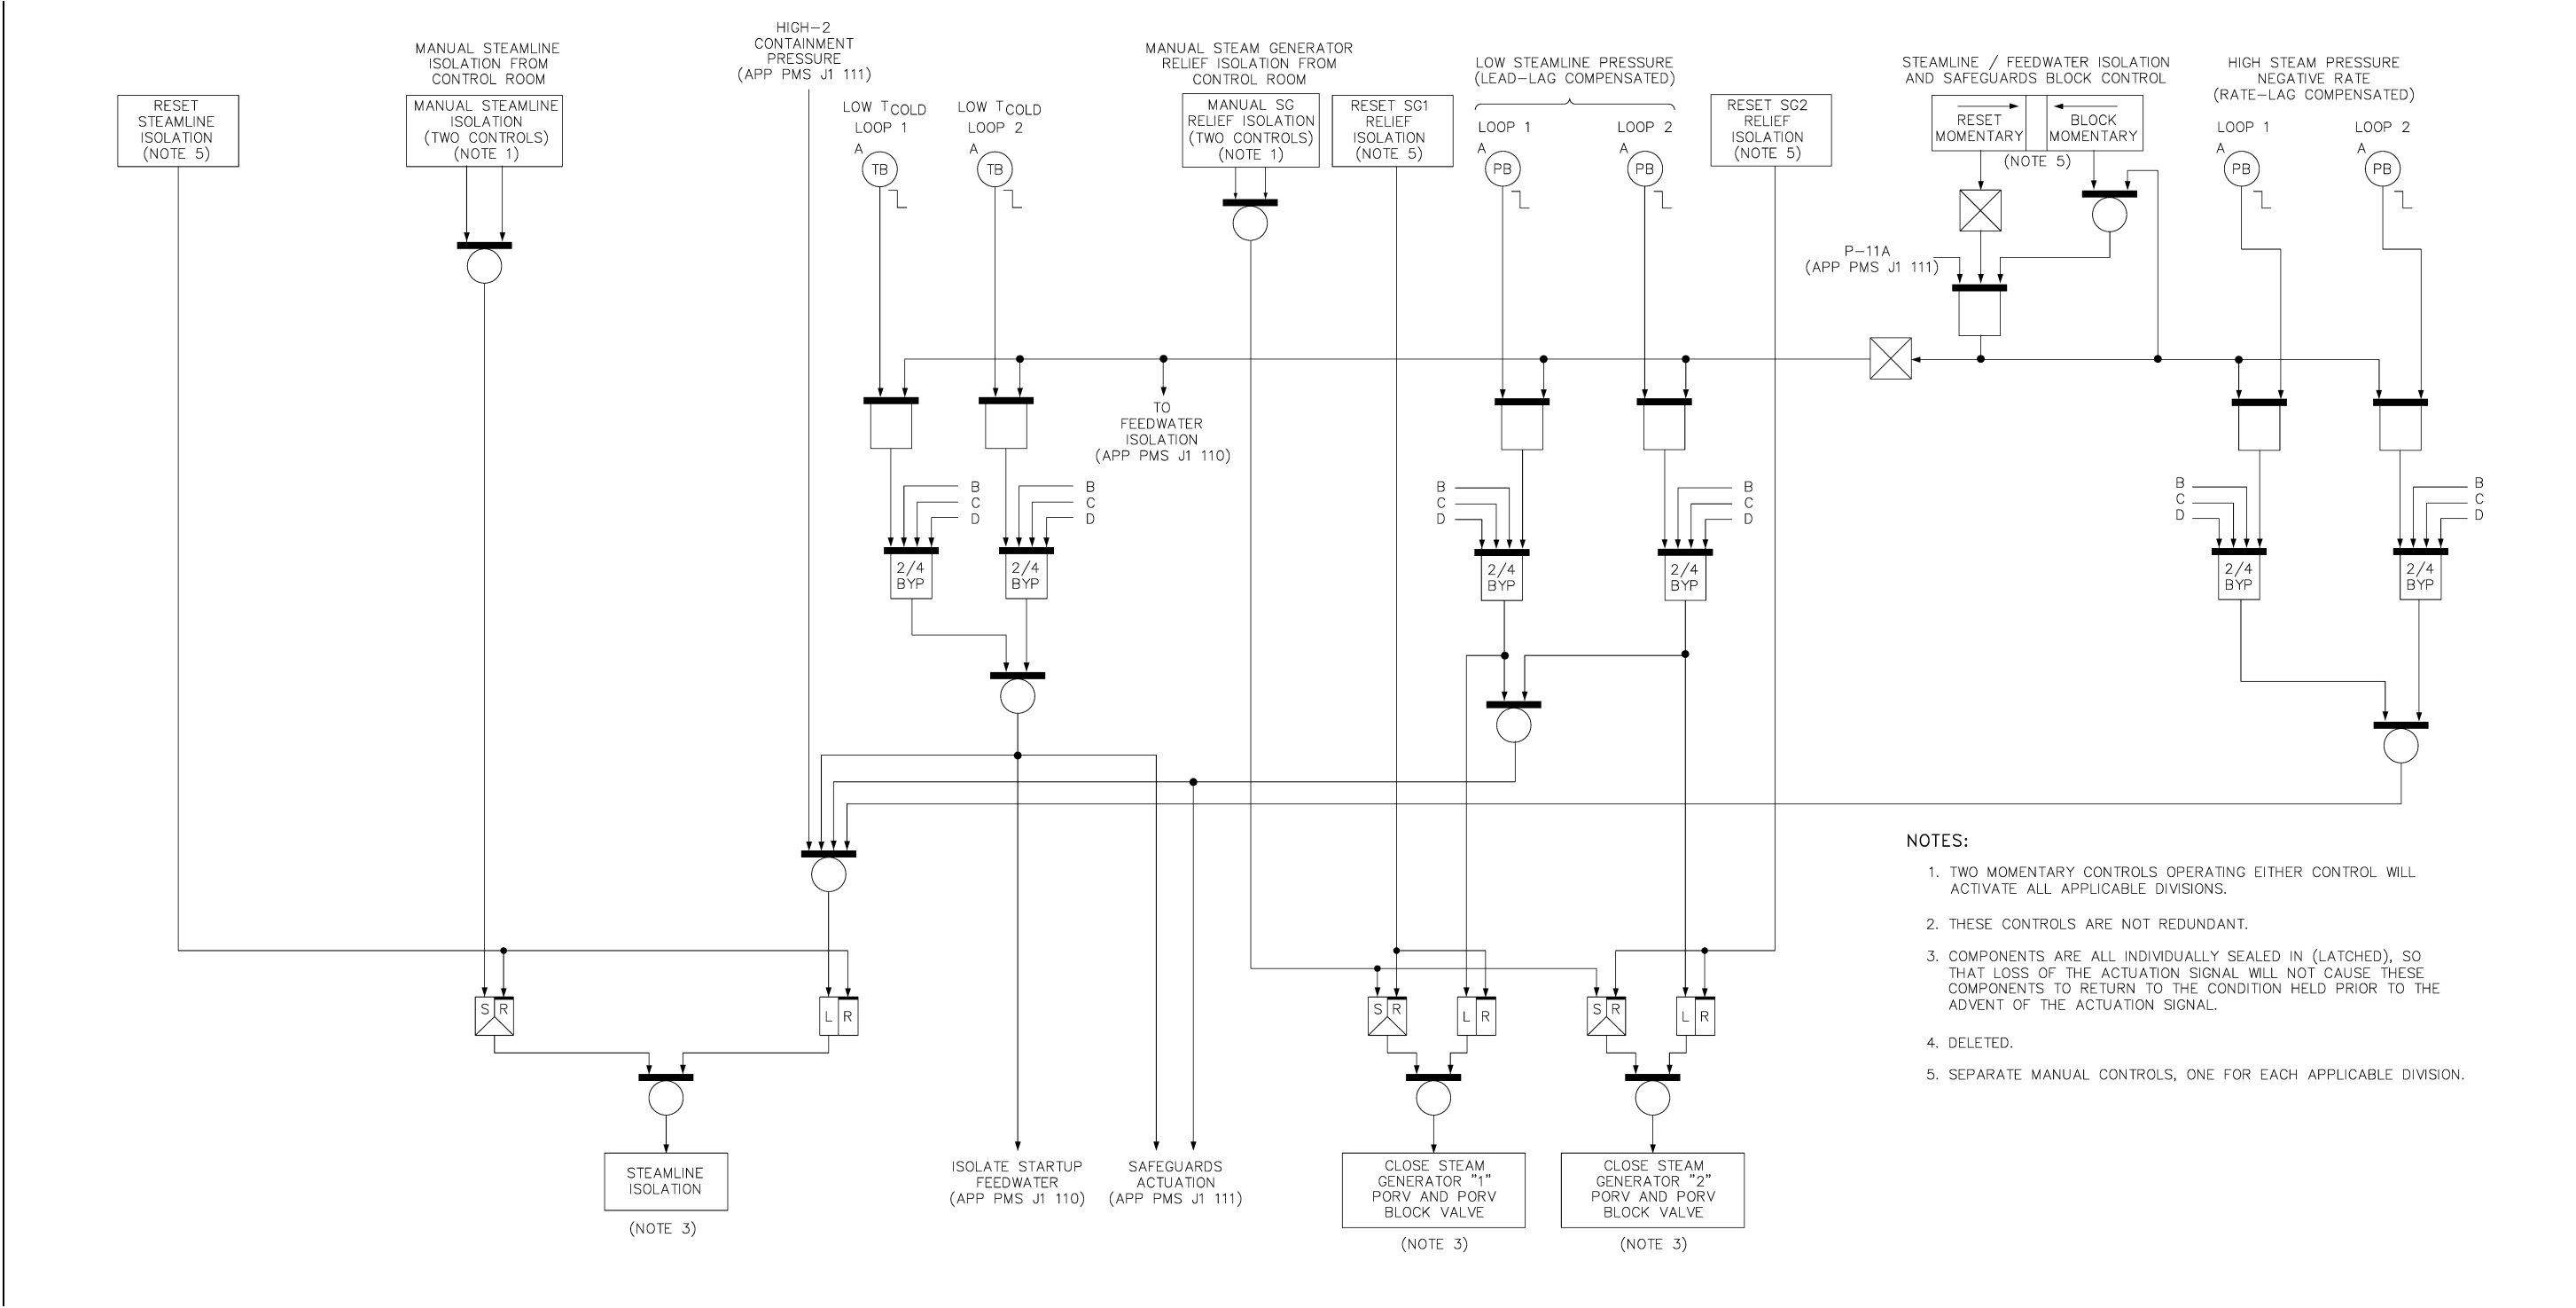 MANUAL STEAMLINE
ISOLATION FROM
CONTROL ROOM
HIGH-2
CONTAINMENT
PRESSURE
(APP PMS J1 111)
MANUAL STEAM GENERATOR
RELIEF ISOLATION FROM
CONTROL ROOM
LOW STEAMLINE PRESSURE
(LEAD-LAG COMPENSATED)
STEAMLINE / FEEDWATER ISOLATION
AND SAFEGUARDS BLOCK CONTROL
HIGH STEAM PRESSURE
NEGATIVE RATE
(RATE-LAG COMPENSATED)
RESET
STEAMLINE
ISOLATION
(NOTE 5)
MANUAL STEAMLINE
ISOLATION
(TWO CONTROLS)
(NOTE 1)
LOW TCOLD
LOOP 1
A
TB
LOW TCOLD
LOOP 2
A
TB
MANUAL SG
RELIEF ISOLATION
(TWO CONTROLS)
(NOTE 1)
RESET SG1
RELIEF
ISOLATION
(NOTE 5)
LOOP 1
A
PB
LOOP 2
A
PB
RESET SG2
RELIEF
ISOLATION
(NOTE 5)
RESET
MOMENTARY
BLOCK
MOMENTARY
(NOTE 5)
LOOP 1
A
PB
LOOP 2
A
PB
P-11A
(APP PMS J1 111)
TO
FEEDWATER
ISOLATION
(APP PMS J1 110)
B
C
D
B
C
D
B
C
D
B
C
D
B
C
D
B
C
D
2/4
BYP
2/4
BYP
2/4
BYP
2/4
BYP
2/4
BYP
2/4
BYP
S R
L R
S R
L R
S R
L R
STEAMLINE
ISOLATION
(NOTE 3)
ISOLATE STARTUP
FEEDWATER
(APP PMS J1 110)
SAFEGUARDS
ACTUATION
(APP PMS J1 111)
CLOSE STEAM
GENERATOR "1"
PORV AND PORV
BLOCK VALVE
(NOTE 3)
CLOSE STEAM
GENERATOR "2"
PORV AND PORV
BLOCK VALVE
(NOTE 3)
NOTES:
1. TWO MOMENTARY CONTROLS OPERATING EITHER CONTROL WILL
ACTIVATE ALL APPLICABLE DIVISIONS.
2. THESE CONTROLS ARE NOT REDUNDANT.
3. COMPONENTS ARE ALL INDIVIDUALLY SEALED IN (LATCHED), SO
THAT LOSS OF THE ACTUATION SIGNAL WILL NOT CAUSE THESE
COMPONENTS TO RETURN TO THE CONDITION HELD PRIOR TO THE
ADVENT OF THE ACTUATION SIGNAL.
4. DELETED.
5. SEPARATE MANUAL CONTROLS, ONE FOR EACH APPLICABLE DIVISION.